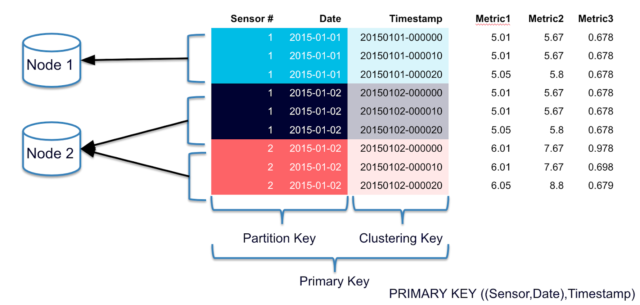 Sensor # Date Timestamp Metric1 Metric2 Metric3
1 2015-01-01 20150101-000000 5.01 5.67 0.678
1 2015-01-01 20150101-000010 5.01 5.67 0.678
1 2015-01-01 20150101-000020 5.05 5.8 0.678
1 2015-01-02 20150102-000000 5.01 5.67 0.678
1 2015-01-02 20150102-000010 5.01 5.67 0.678
1 2015-01-02 20150102-000020 5.05 5.8 0.678
2 2015-01-02 20150102-000000 6.01 7.67 0.978
2 2015-01-02 20150102-000010 6.01 7.67 0.698
2 2015-01-02 20150102-000020 6.05 8.8 0.679
Node 1
Node 2
Partition Key Clustering Key
Primary Key
PRIMARY KEY ((Sensor,Date),Timestamp)